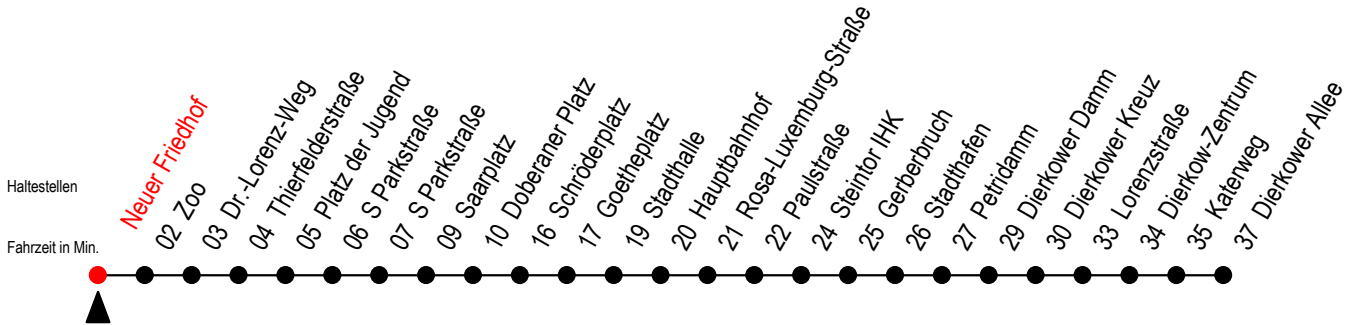 Haltestellen
Fahrzeit in Min.
Neuer Friedhof
02 Zoo
03 Dr.-Lorenz-Weg
04 Thierfelderstraße
05 Platz der Jugend
06 S Parkstraße
07 S Parkstraße
09 Saarplatz
10 Doberaner Platz
16 Schröderplatz
17 Goetheplatz
19 Stadthalle
20 Hauptbahnhof
21 Rosa-Luxemburg-Straße
22 Paulstraße
24 Steintor IHK
25 Gerberbruch
26 Stadthafen
27 Petridamm
29 Dierkower Damm
30 Dierkower Kreuz
33 Lorenzstraße
34 Dierkow-Zentrum
35 Katerweg
37 Dierkower Allee